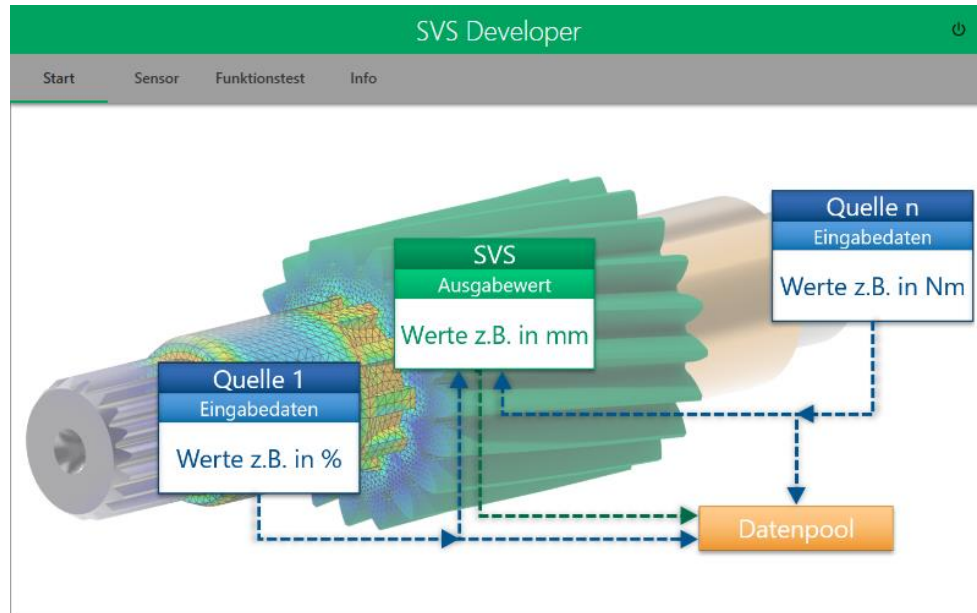 SVS Developer
Start Sensor Funktionstest Info
Quelle n
Eingabedaten
Werte z.B. in Nm
SVS
Ausgabewert
Werte z.B. in mm
Quelle 1
Eingabedaten
Werte z.B. in %
Datenpool